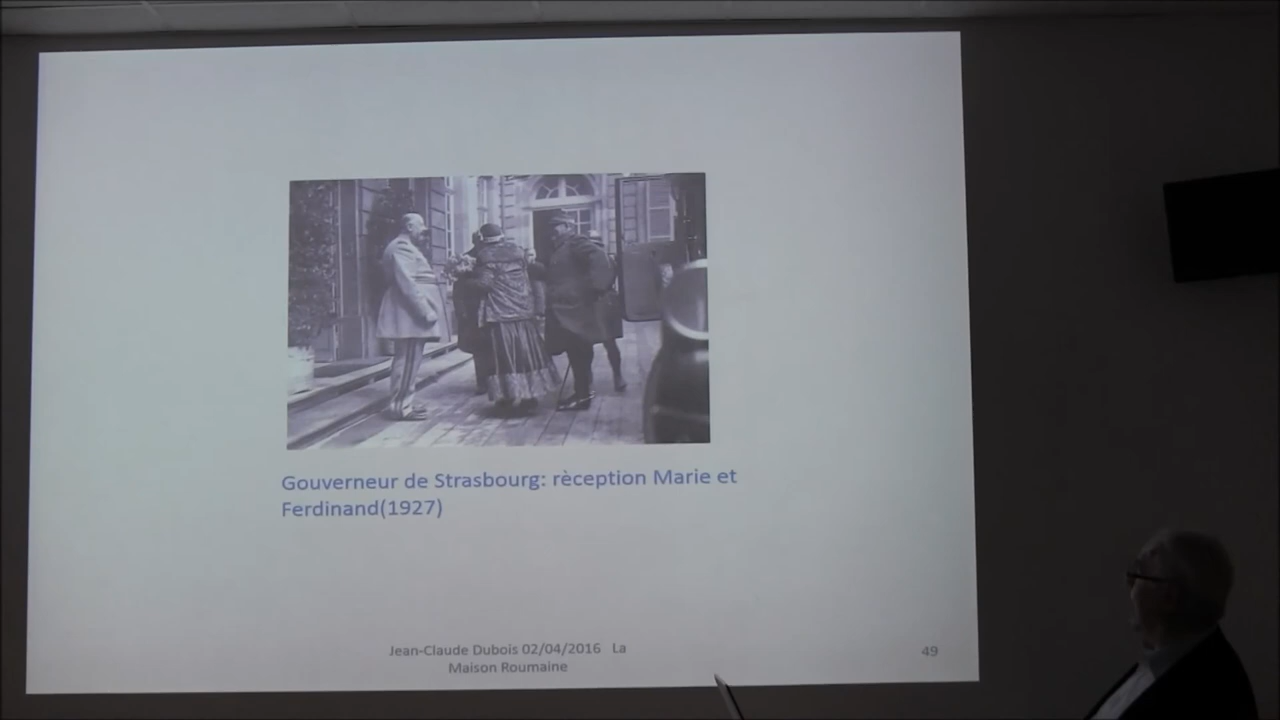 Gouverneur de Strasbourg: rèception Marie et
Ferdinand(1927)
Jean-Claude Dubois 02/04/2016 La
Maison Roumaine
49